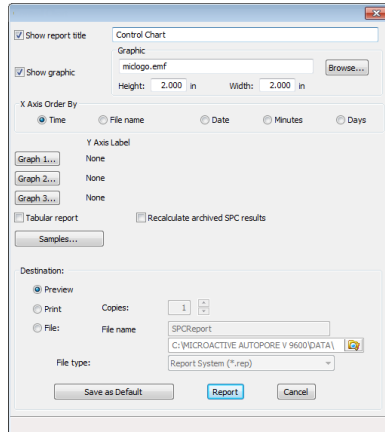 Show report title Control Chart
Graphic
Show graphic miclogo.emf Browse...
Height: 2.000 in Width: 2.000 in
X Axis Order By
Time File name Date Minutes Days
Y Axis Label
Graph 1... None
Graph 2... None
Graph 3... None
Tabular report Recalculate archived SPC results
Samples...
Destination:
Preview
Print Copies: 1
File: File name SPCReport
C:\MICROACTIVE AUTOPORE V 9600\DATA\
File type: Report System (*.rep)
Save as Default Report Cancel